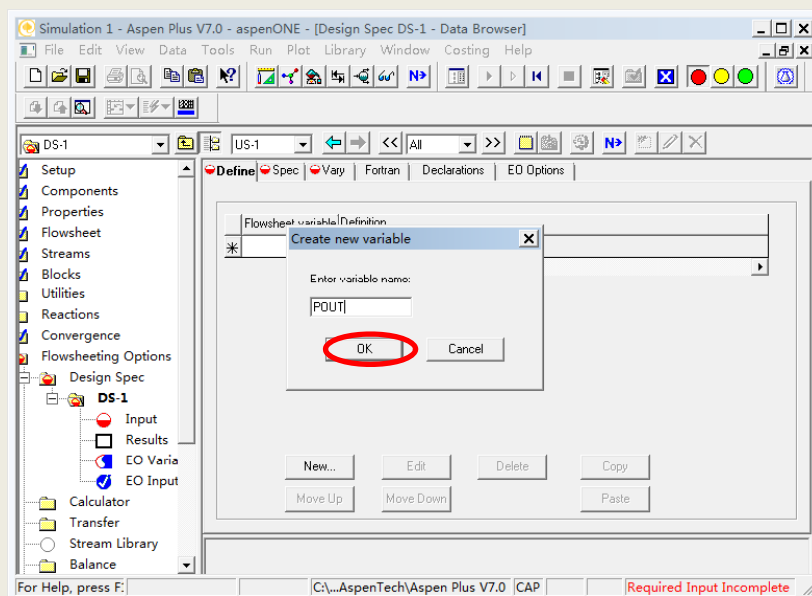 Simulation 1 - Aspen Plus V7.0 - aspenONE - [Design Spec DS-1 - Data Browser]
File Edit View Data Tools Run Plot Library Window Costing Help
N>
DS-1 US-1 << All >> N>
Setup
Components
Properties
Flowsheet
Streams
Blocks
Utilities
Reactions
Convergence
Flowsheeting Options
Design Spec
DS-1
Input
Results
EO Varia
EO Input
Calculator
Transfer
Stream Library
Balance
Define Spec Vary Fortran Declarations EO Options
Flowsheet variable Definition
Create new variable
Enter variable name:
POUT
OK Cancel
New... Edit Delete Copy
Move Up Move Down Paste
For Help, press F: C:\...AspenTech\Aspen Plus V7.0 CAP Required Input Incomplete